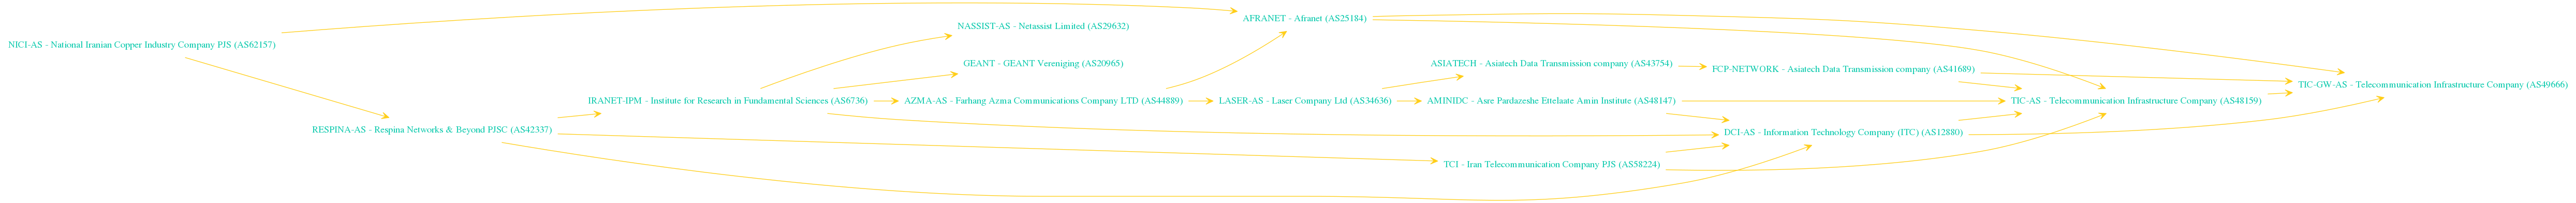 NICI-AS - National Iranian Copper Industry Company PJS (AS62157)
RESPINA-AS - Respina Networks & Beyond PJSC (AS42337)
IRANET-IPM - Institute for Research in Fundamental Sciences (AS6736)
NASSIST-AS - Netassist Limited (AS29632)
GEANT - GEANT Vereniging (AS20965)
AZMA-AS - Farhang Azma Communications Company LTD (AS44889)
AFRANET - Afranet (AS25184)
LASER-AS - Laser Company Ltd (AS34636)
ASIATECH - Asiatech Data Transmission company (AS43754)
AMINIDC - Asre Pardazeshe Ettelaate Amin Institute (AS48147)
TCI - Iran Telecommunication Company PJS (AS58224)
FCP-NETWORK - Asiatech Data Transmission company (AS41689)
DCI-AS - Information Technology Company (ITC) (AS12880)
TIC-AS - Telecommunication Infrastructure Company (AS48159)
TIC-GW-AS - Telecommunication Infrastructure Company (AS49666)